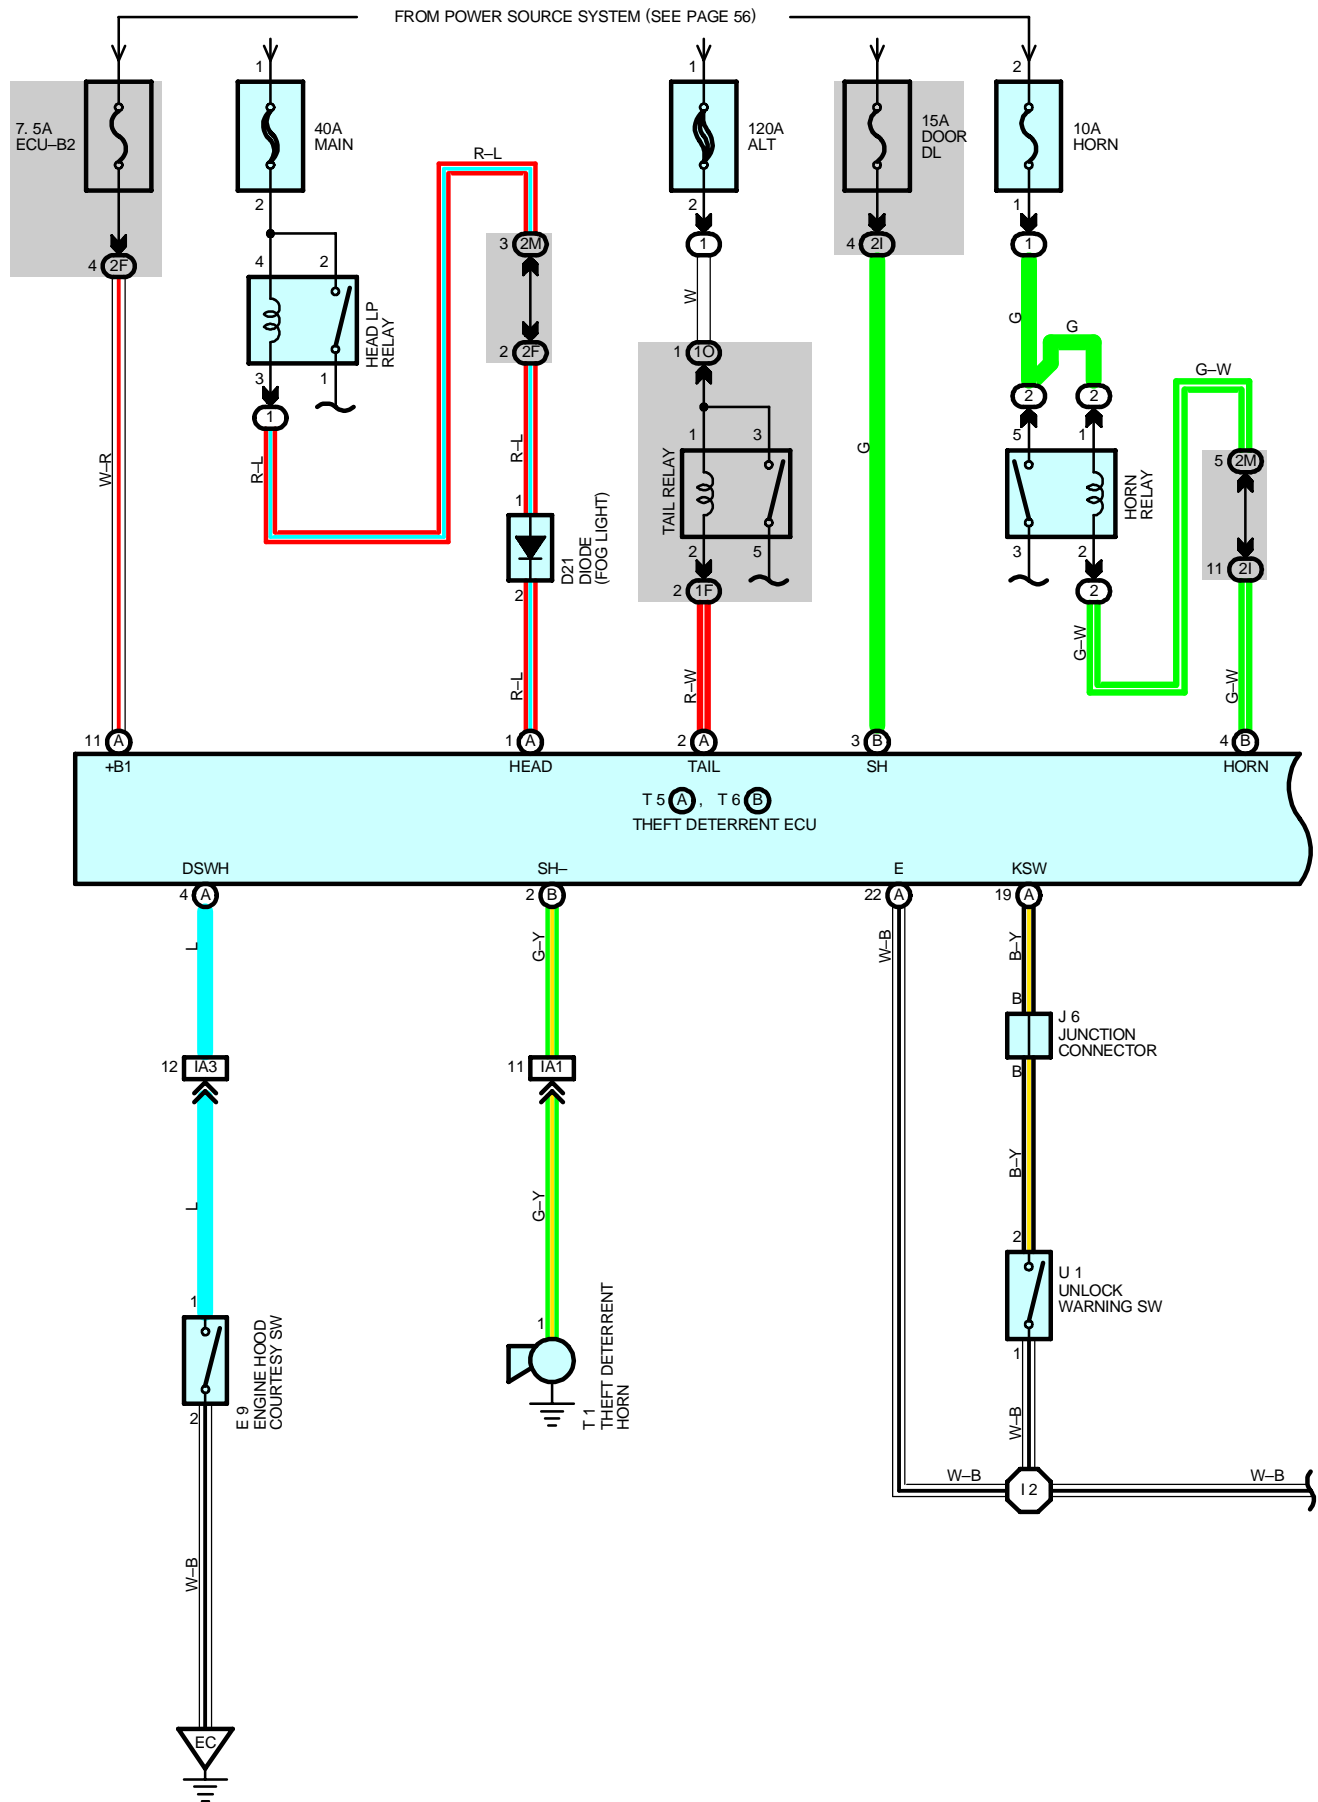 FROM POWER SOURCE SYSTEM (SEE PAGE 56)
1
1
2
7. 5A
ECU–B2
40A
MAIN
120A
ALT
15A
DOOR
DL
10A
HORN
R–L
2
2
1
3 2M
1
4 2I
1
4 2F
4
2
HEAD LP
RELAY
W
G
G
3
1
2 2F
1 1O
G–W
1
2
2
R–L
R–L
W–R
1
3
G
5
1
5 2M
TAIL RELAY
HORN
RELAY
1
D21
DIODE
(FOG LIGHT)
2
5
3
2
11 2I
2
2 1F
2
R–L
R–W
G–W
G–W
11 A
1 A
2 A
3 B
4 B
+B1
HEAD
TAIL
SH
HORN
T 5 A , T 6 B
THEFT DETERRENT ECU
DSWH
SH–
E
KSW
4 A
2 B
22 A
19 A
L
G–Y
W–B
B–Y
B
J 6
JUNCTION
CONNECTOR
12 IA3
11 IA1
B
L
G–Y
B–Y
2
U 1
UNLOCK
WARNING SW
1
1
1
E 9
ENGINE HOOD
COURTESY SW
T 1
THEFT DETERRENT
HORN
2
W–B
W–B
I 2
W–B
W–B
EC